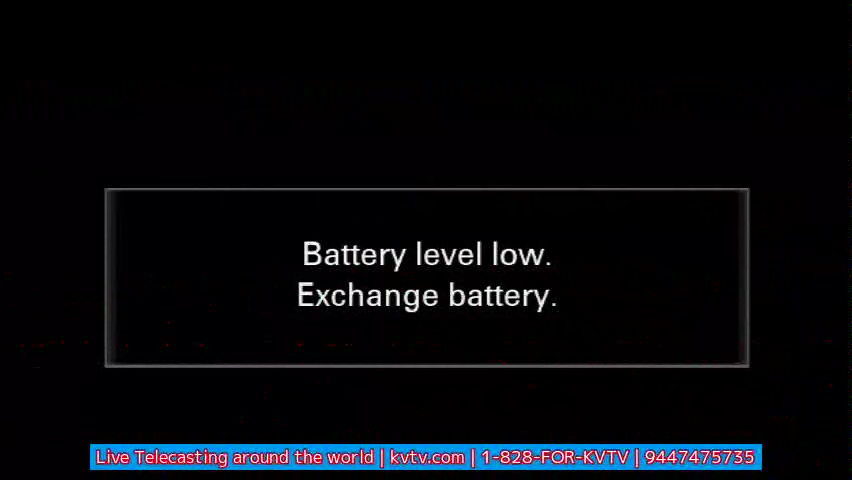 Battery level low.
Exchange battery.
Live Telecasting around the world | kvtv.com | 1-828-FOR-KVTV | 9447475735